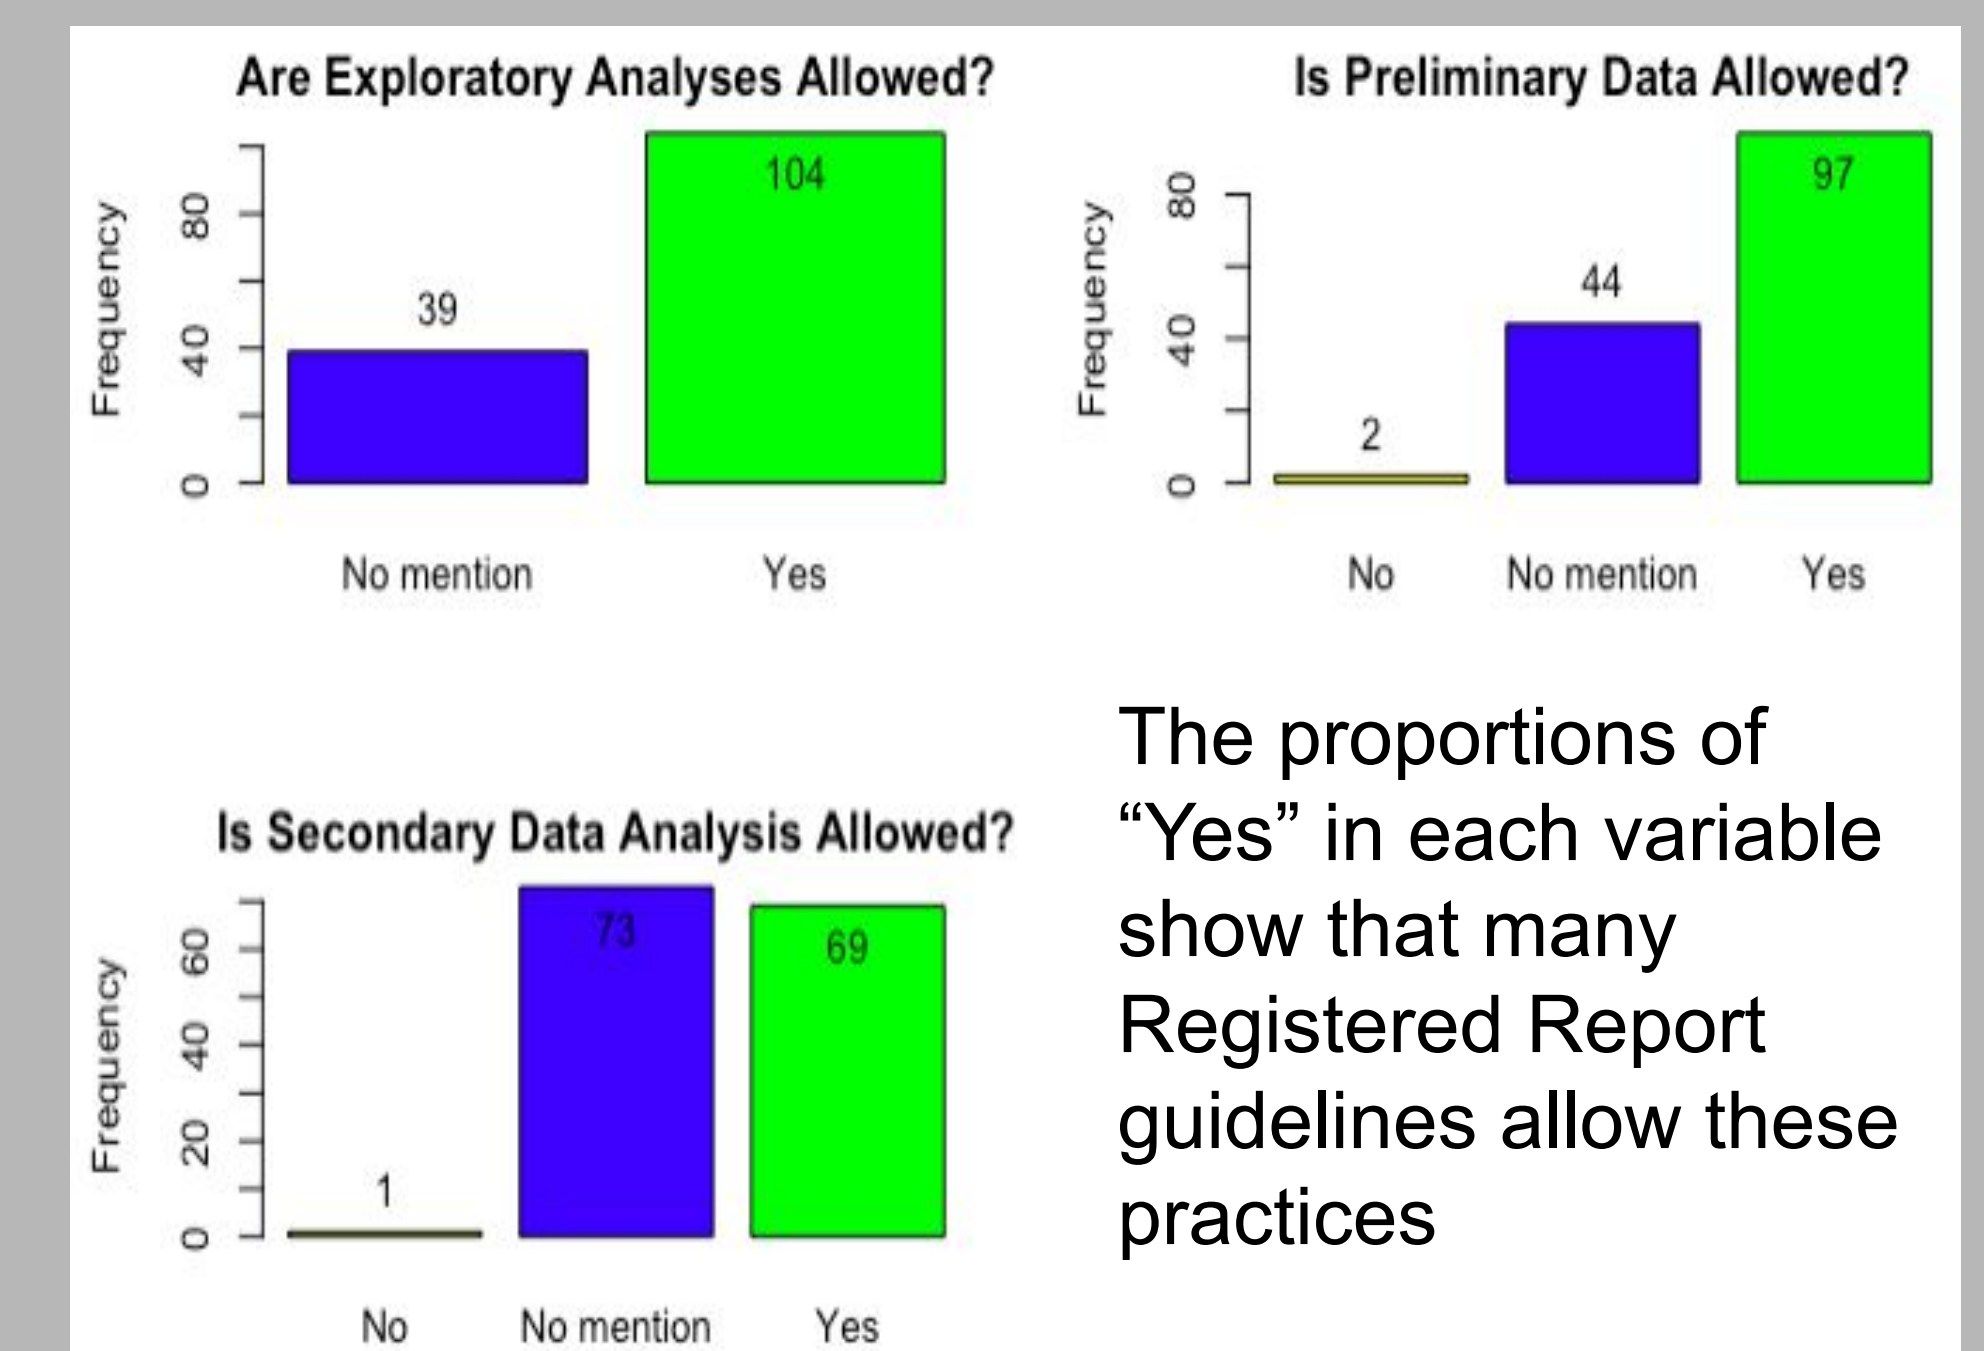 Are Exploratory Analyses Allowed?
Frequency
0
40
80
39
104
No mention
Yes
Is Preliminary Data Allowed?
Frequency
0
40
80
2
44
97
No
No mention
Yes
Is Secondary Data Analysis Allowed?
Frequency
0
20
40
60
1
73
69
No
No mention
Yes
The proportions of
“Yes” in each variable
show that many
Registered Report
guidelines allow these
practices